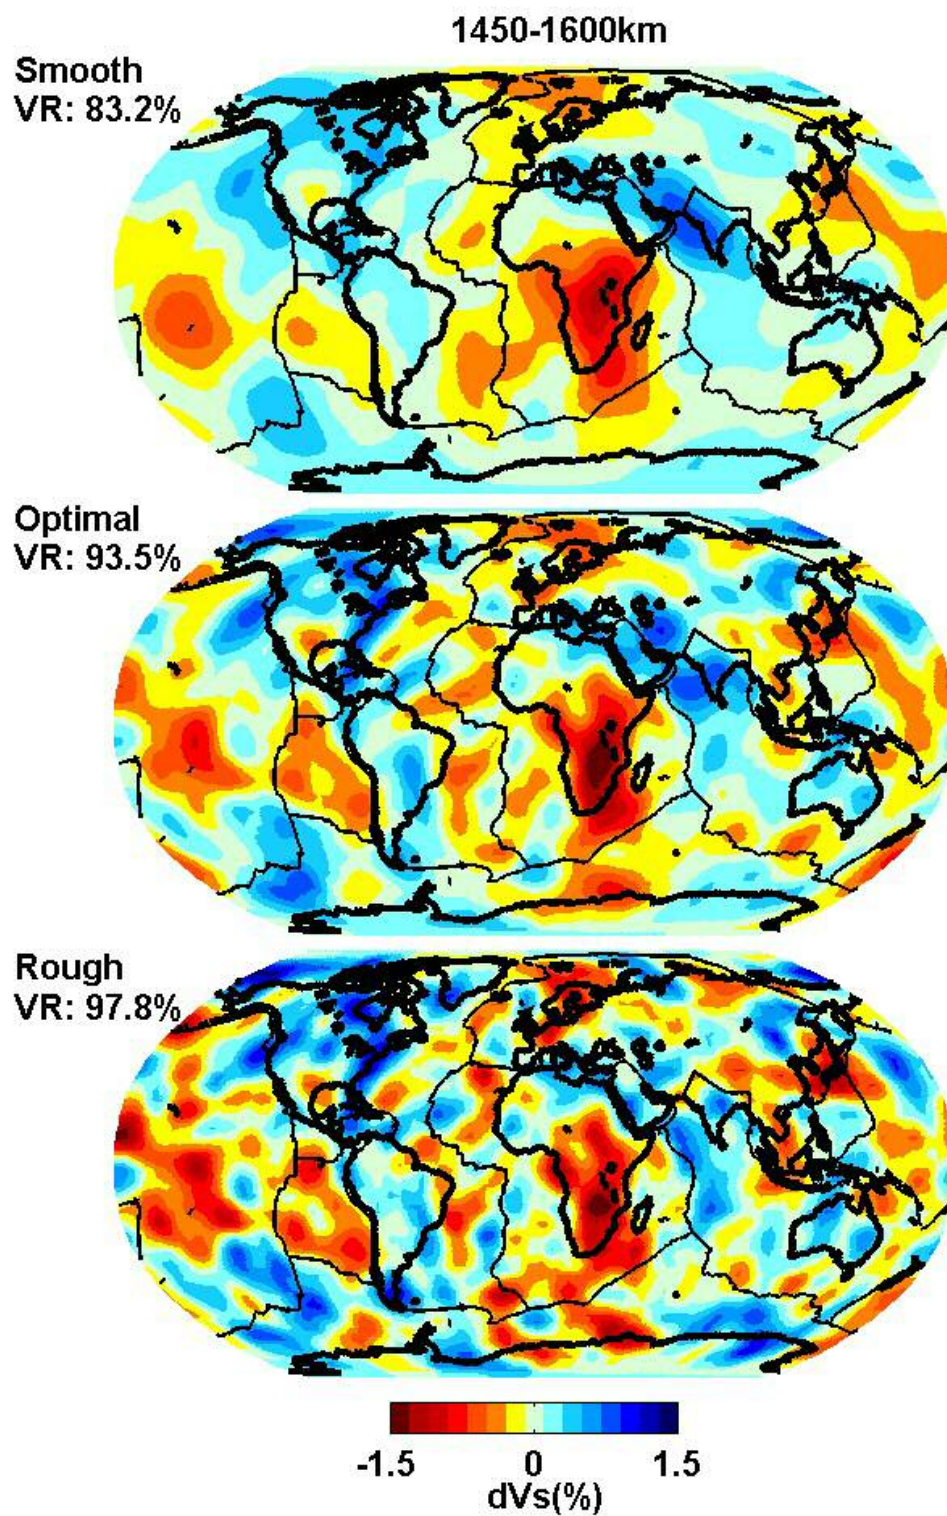 1450-1600km
Smooth
VR: 83.2%
Optimal
VR: 93.5%
Rough
VR: 97.8%
-1.5 0 1.5
dVs(%)